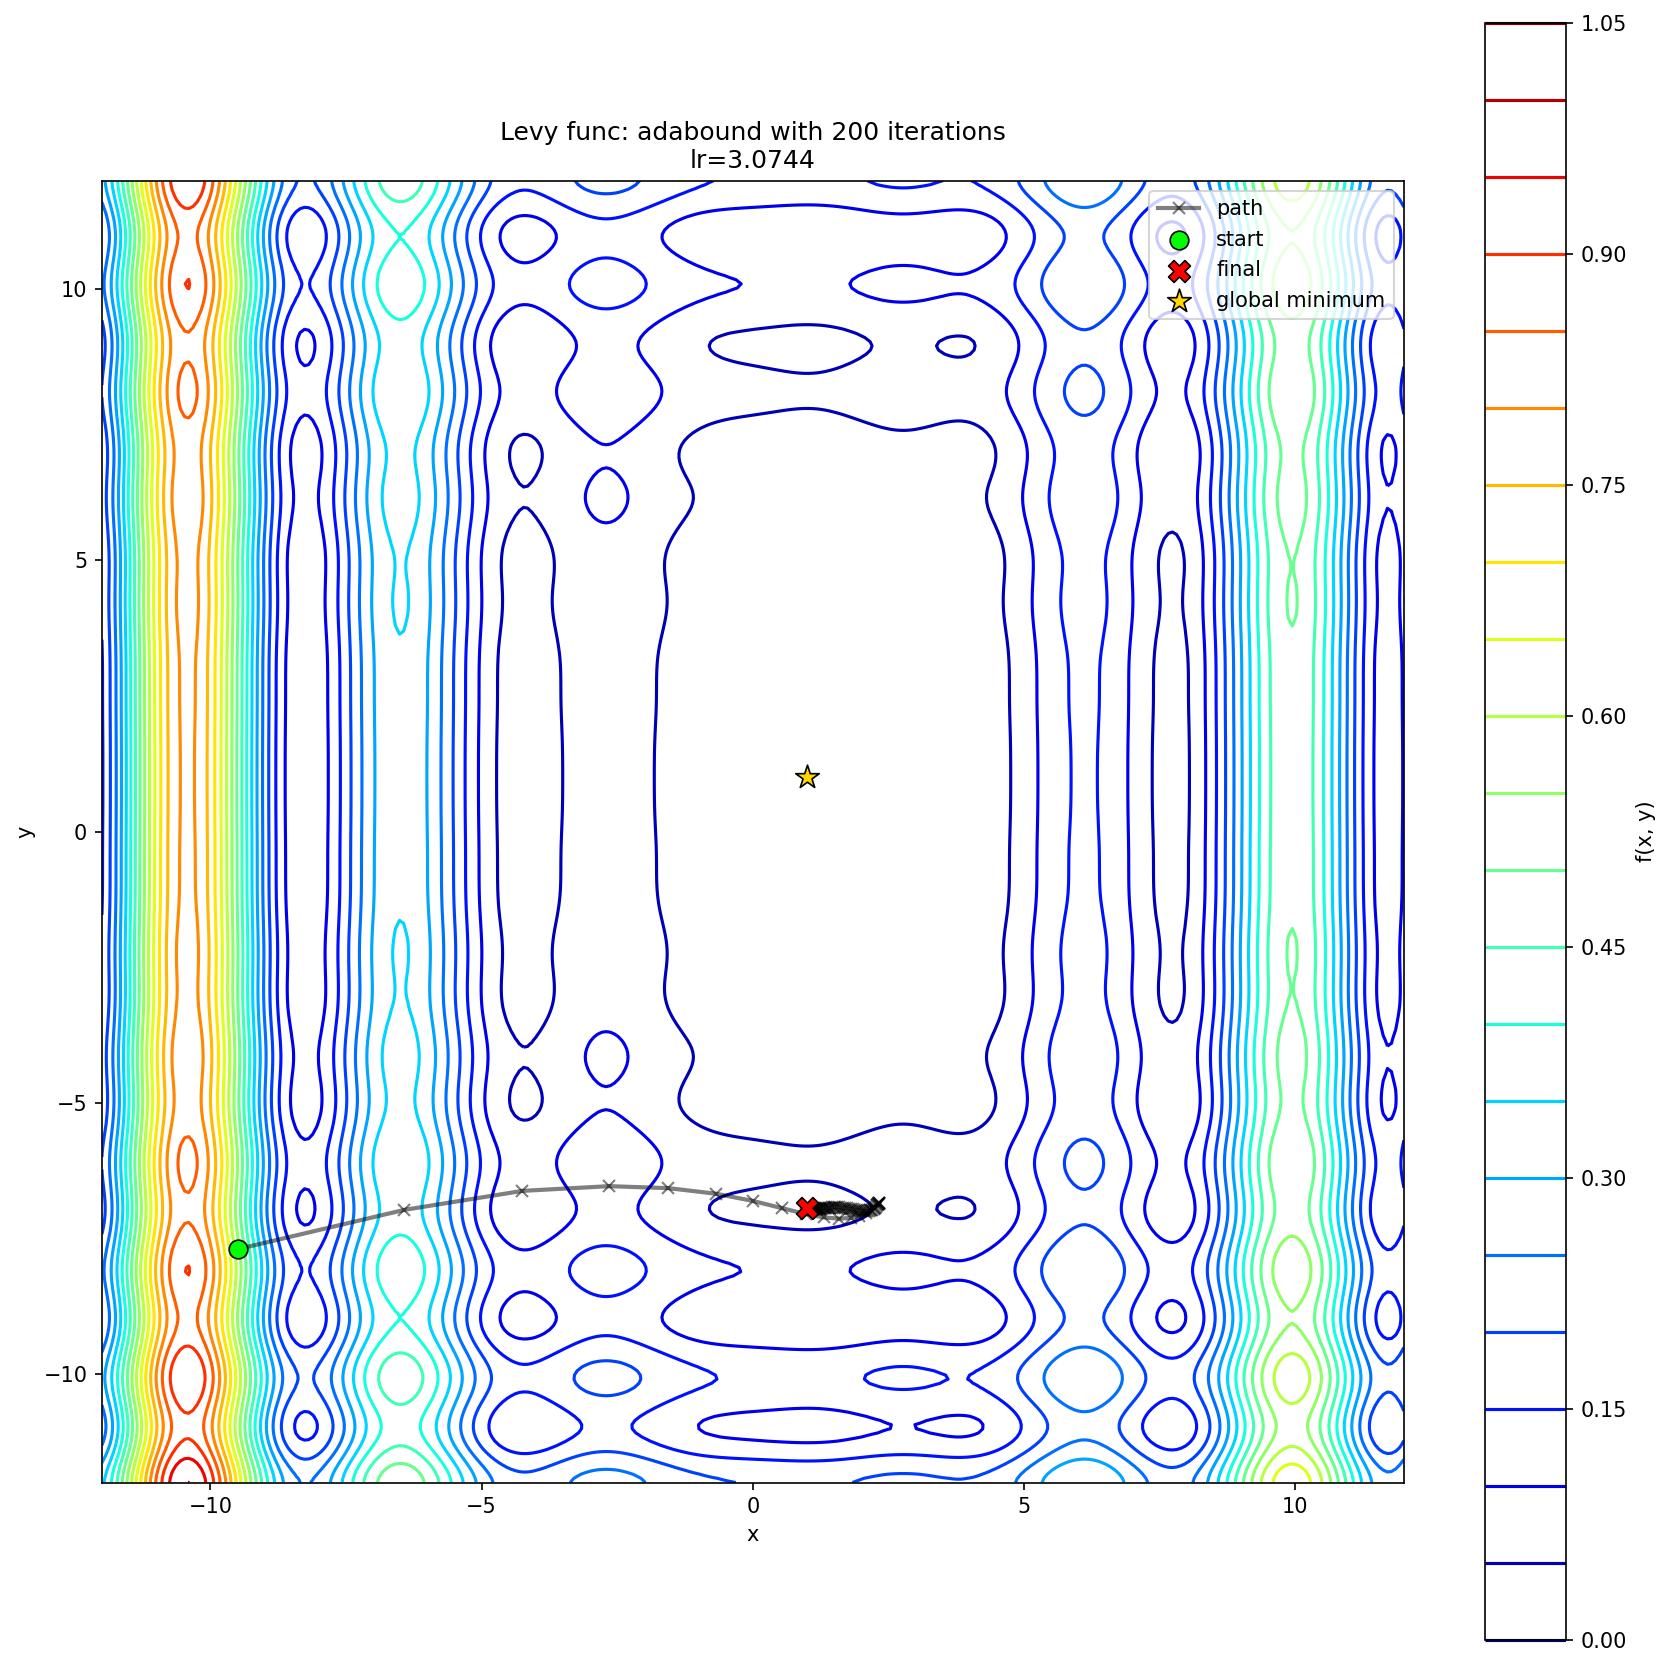 Levy func: adabound with 200 iterations
lr=3.0744
path
start
final
global minimum
10
5
0
−5
−10
y
−10
−5
0
5
10
x
1.05
0.90
0.75
0.60
0.45
0.30
0.15
0.00
f(x, y)